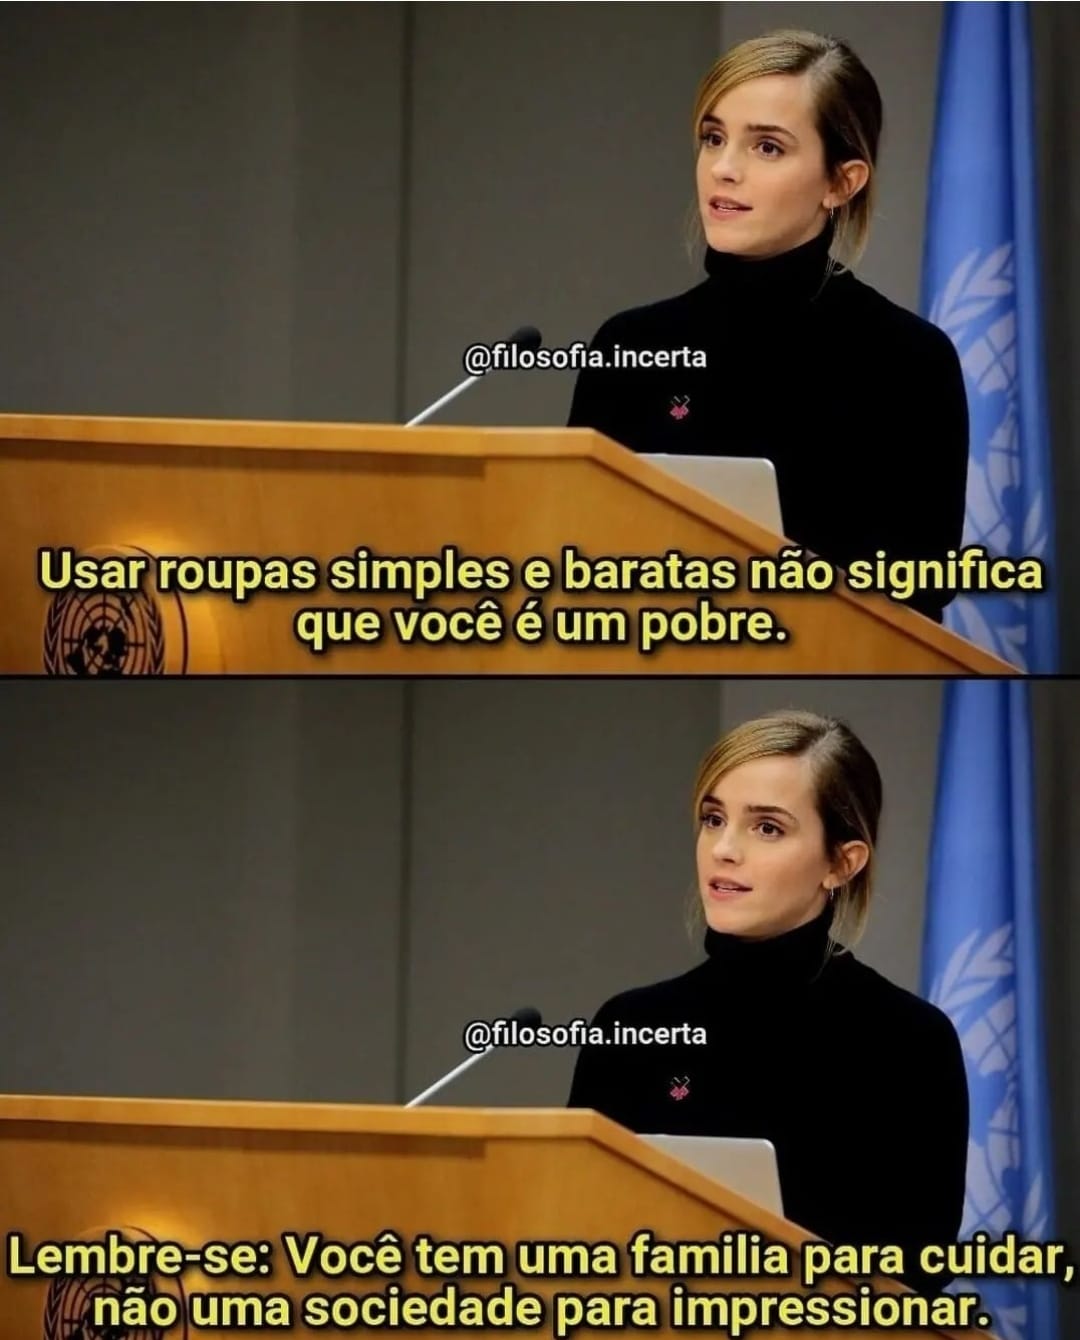 @filosofia.incerta
Usar roupas simples e baratas não significa
que você é um pobre.
@filosofia.incerta
Lembre-se: Você tem uma familia para cuidar,
não uma sociedade para impressionar.